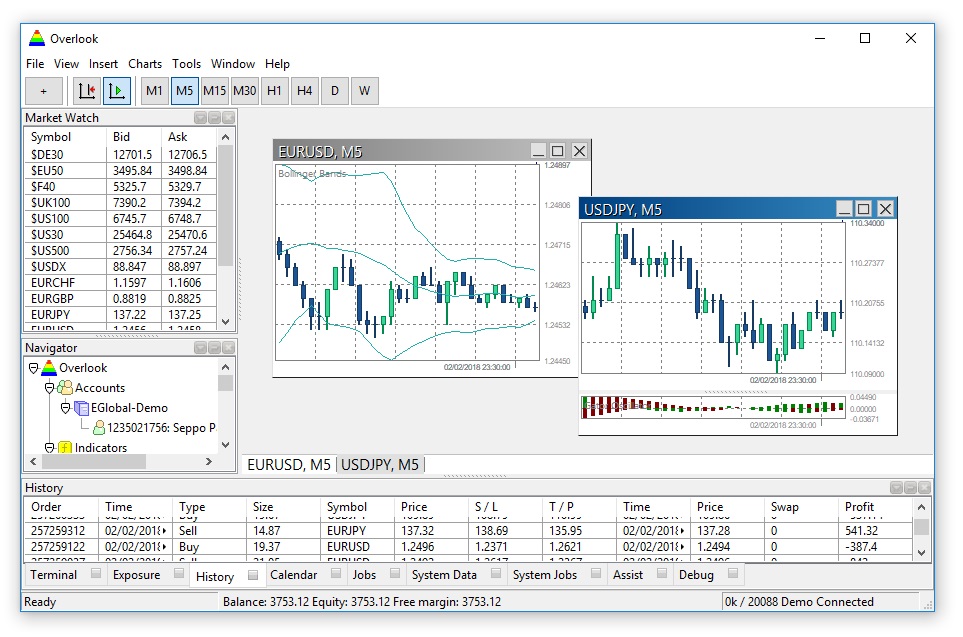 Overlook
File View Insert Charts Tools Window Help
+ M1 M5 M15 M30 H1 H4 D W
Market Watch
Symbol Bid Ask
$DE30 12701.5 12706.5
$EU50 3495.84 3498.84
$F40 5325.7 5329.7
$UK100 7390.2 7394.2
$US100 6745.7 6748.7
$US30 25464.8 25470.6
$US500 2756.34 2757.24
$USDX 88.847 88.897
EURCHF 1.1597 1.1606
EURGBP 0.8819 0.8825
EURJPY 137.22 137.25
EURUSD 1.2456 1.2458
Navigator
Overlook
Accounts
EGlobal-Demo
1235021756: Seppo P
Indicators
EURUSD, M5
Bollinger Bands
1.24897
1.24806
1.24715
1.24623
1.24532
1.24450
02/02/2018 23:30:00
USDJPY, M5
110.34000
110.27377
110.20755
110.14132
110.09000
02/02/2018 23:30:00
0.04490
0.00000
-0.03671
02/02/2018 23:30:00
EURUSD, M5 USDJPY, M5
History
Order Time Type Size Symbol Price S / L T / P Time Price Swap Profit
257259312 02/02/2018 Sell 14.87 EURJPY 137.32 138.69 135.95 02/02/2018 137.28 0 541.32
257259122 02/02/2018 Buy 19.37 EURUSD 1.2496 1.2371 1.2621 02/02/2018 1.2494 0 -387.4
Terminal Exposure History Calendar Jobs System Data System Jobs Assist Debug
Ready Balance: 3753.12 Equity: 3753.12 Free margin: 3753.12 0k / 20088 Demo Connected